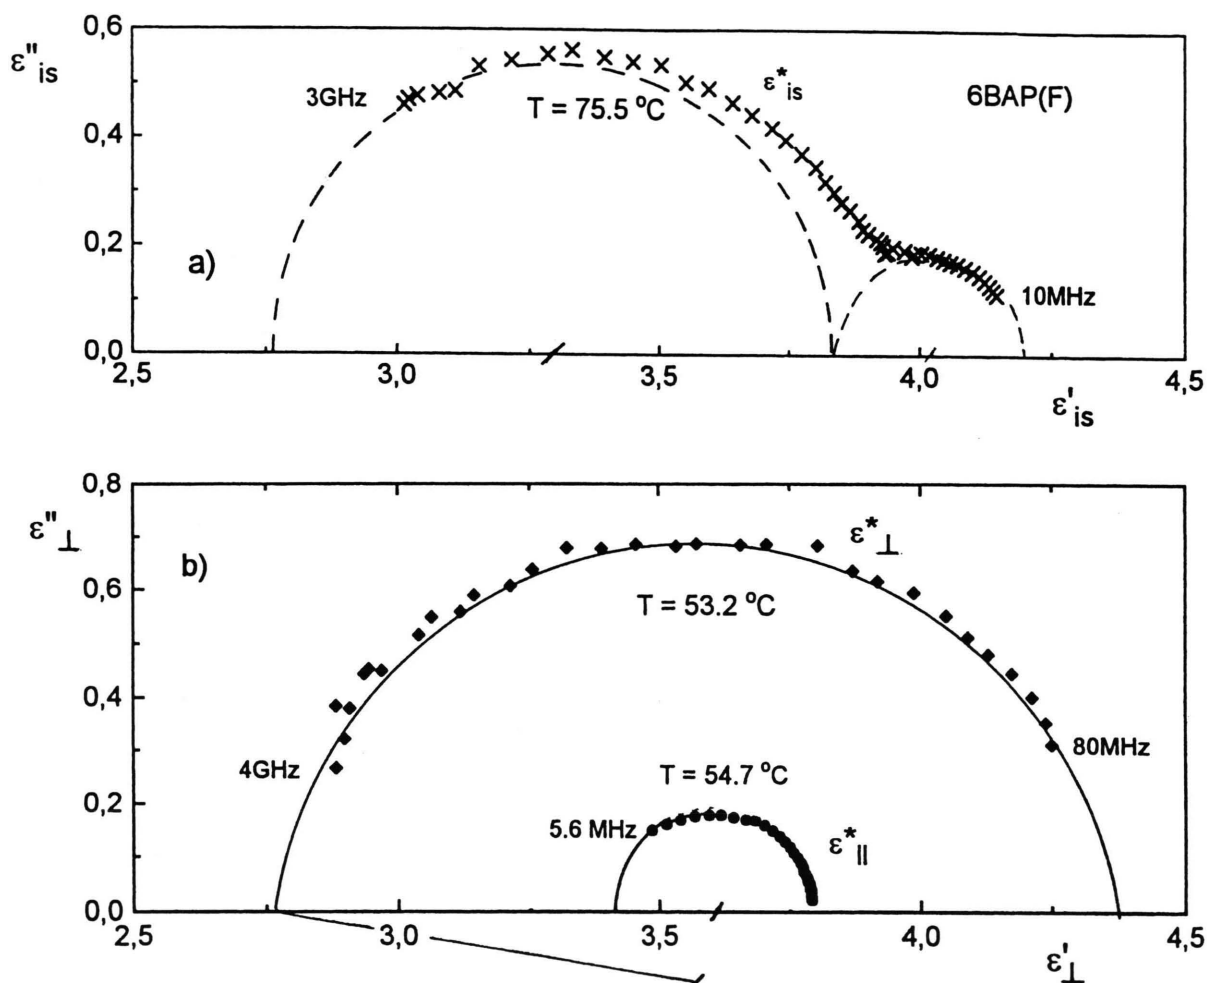 0,6
ε"is
3GHz
ε*is
6BAP(F)
T = 75.5 °C
0,4
0,2
a)
10MHz
0,0
2,5 3,0 3,5 4,0 4,5
ε'is
0,8
ε"⊥
ε*⊥
b)
0,6
T = 53.2 °C
0,4
4GHz
80MHz
T = 54.7 °C
0,2
5.6 MHz
ε*||
0,0
2,5 3,0 3,5 4,0 4,5
ε'⊥